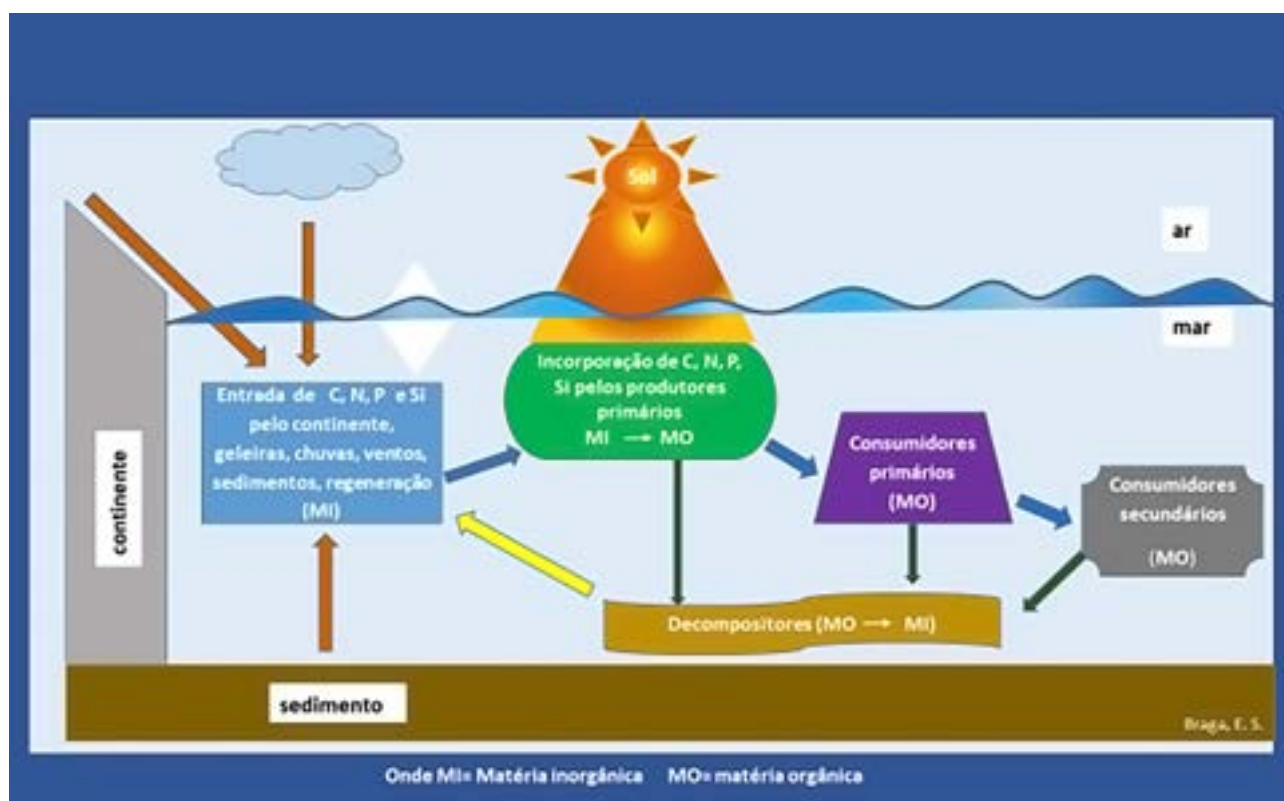 Sol
ar
mar
continente
Entrada de C, N, P e Si
pelo continente,
geleiras, chuvas, ventos,
sedimentos, regeneração
(MI)
Incorporação de C, N, P,
Si pelos produtores
primários
MI → MO
Consumidores
primários
(MO)
Consumidores
secundários
(MO)
Decompositores (MO → MI)
sedimento
Braga, E. S.
Onde MI= Matéria inorgânica MO= matéria orgânica